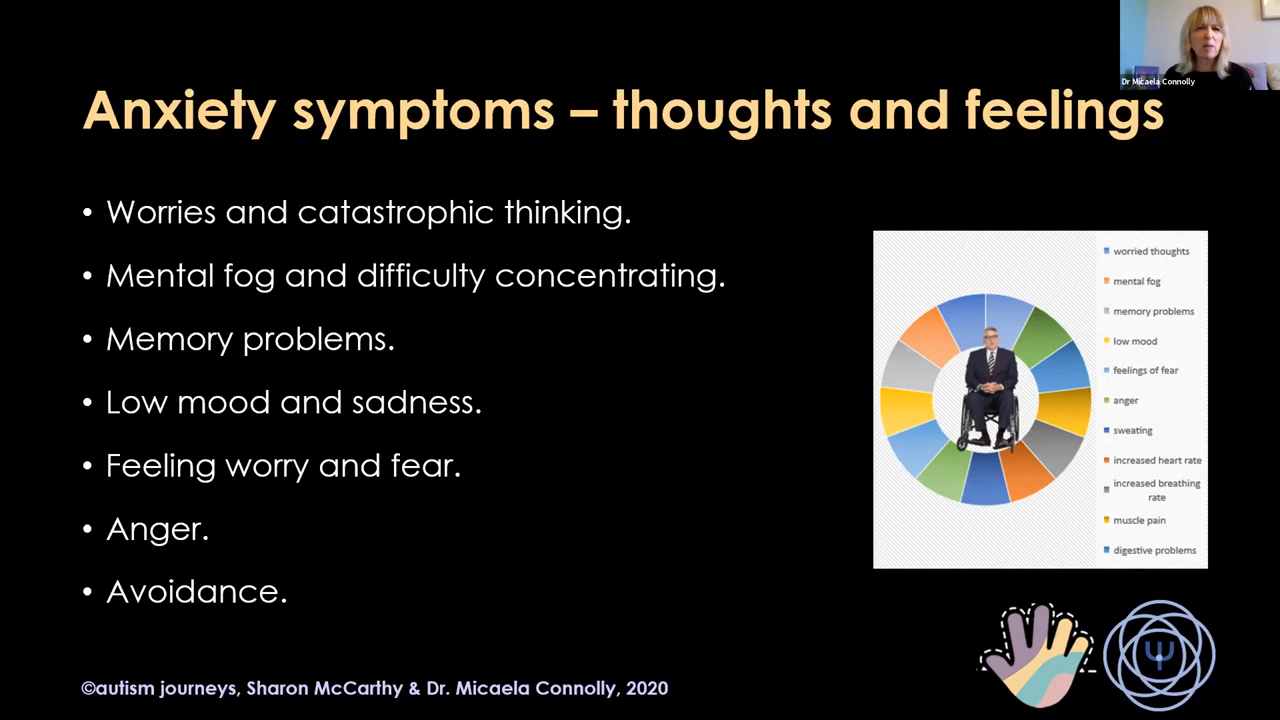 Dr Micaela Connolly
Anxiety symptoms – thoughts and feelings
• Worries and catastrophic thinking.
• Mental fog and difficulty concentrating.
• Memory problems.
• Low mood and sadness.
• Feeling worry and fear.
• Anger.
• Avoidance.
worried thoughts
mental fog
memory problems
low mood
feelings of fear
anger
sweating
increased heart rate
increased breathing
rate
muscle pain
digestive problems
Ψ
©autism journeys, Sharon McCarthy & Dr. Micaela Connolly, 2020